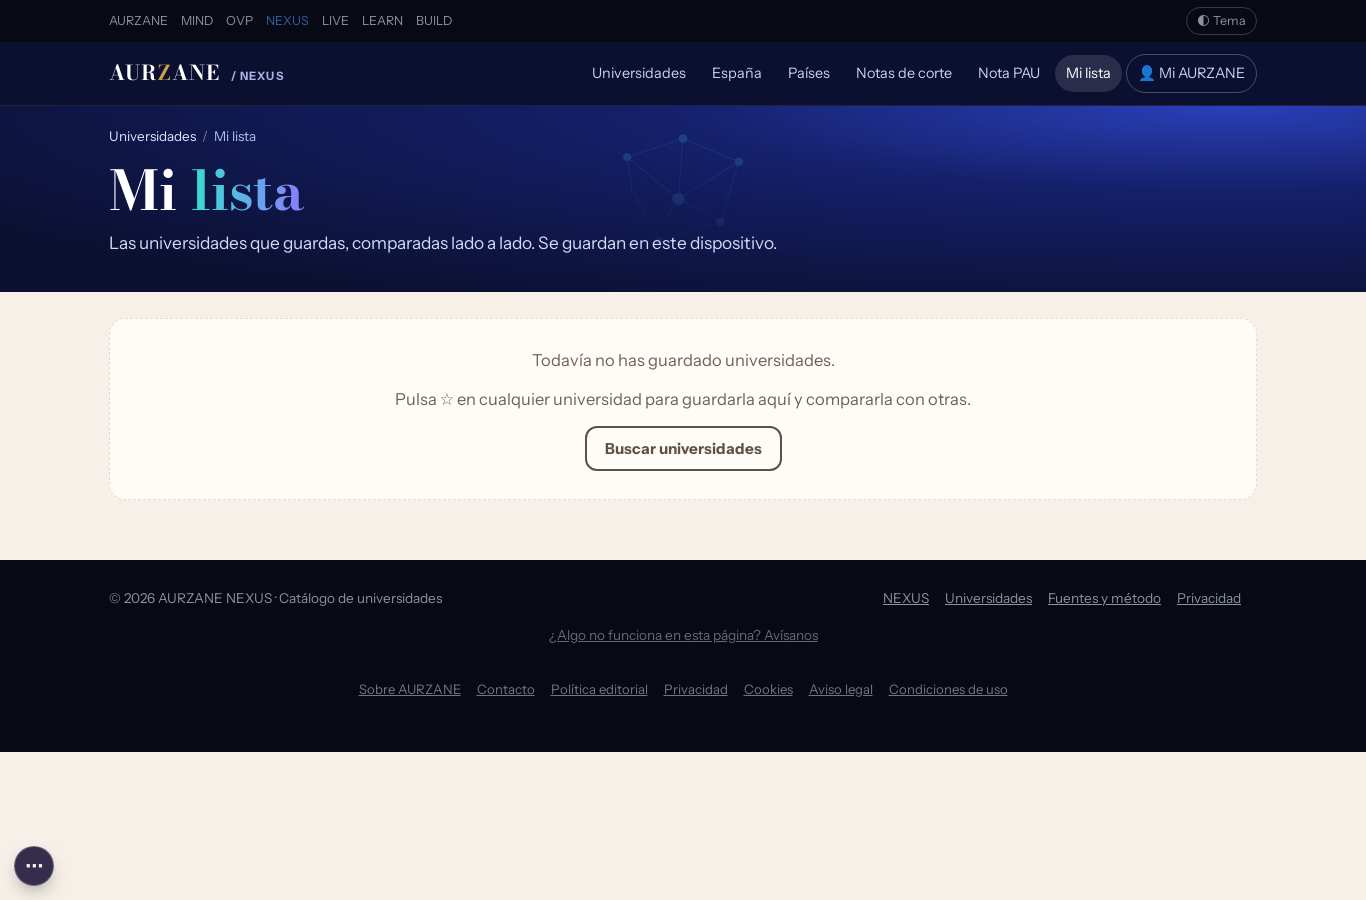 AURZANE MIND OVP NEXUS LIVE LEARN BUILD
◐ Tema
AURZANE / NEXUS
Universidades España Países Notas de corte Nota PAU Mi lista 👤 Mi AURZANE
Universidades / Mi lista
Mi lista
Las universidades que guardas, comparadas lado a lado. Se guardan en este dispositivo.
Todavía no has guardado universidades.
Pulsa ☆ en cualquier universidad para guardarla aquí y compararla con otras.
Buscar universidades
© 2026 AURZANE NEXUS · Catálogo de universidades
NEXUS Universidades Fuentes y método Privacidad
¿Algo no funciona en esta página? Avísanos
Sobre AURZANE Contacto Política editorial Privacidad Cookies Aviso legal Condiciones de uso